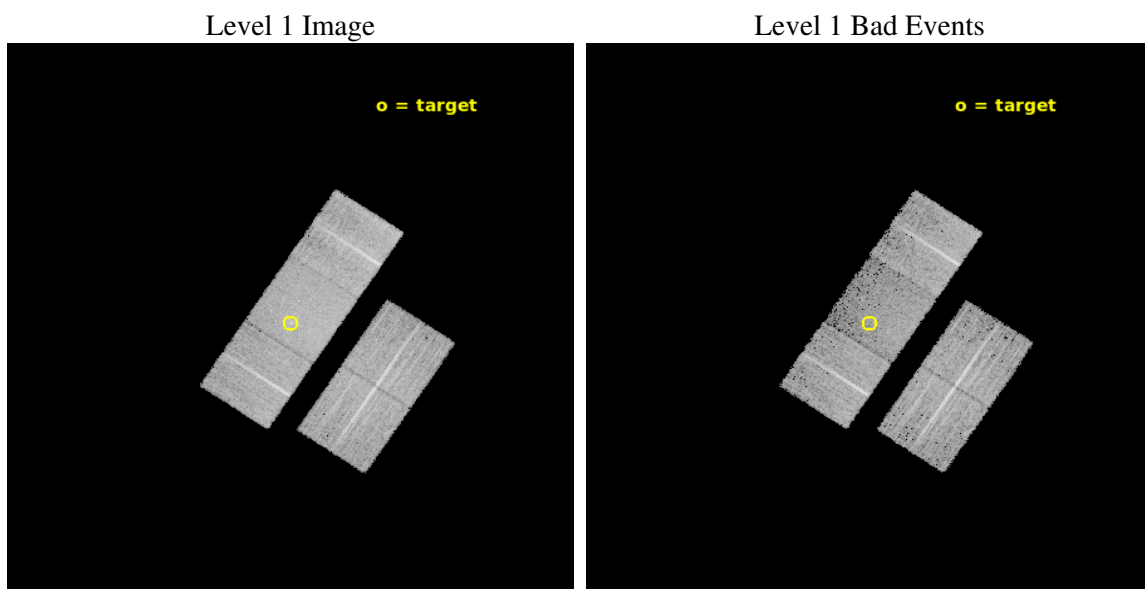 Level 1 Image
Level 1 Bad Events
o = target
o = target